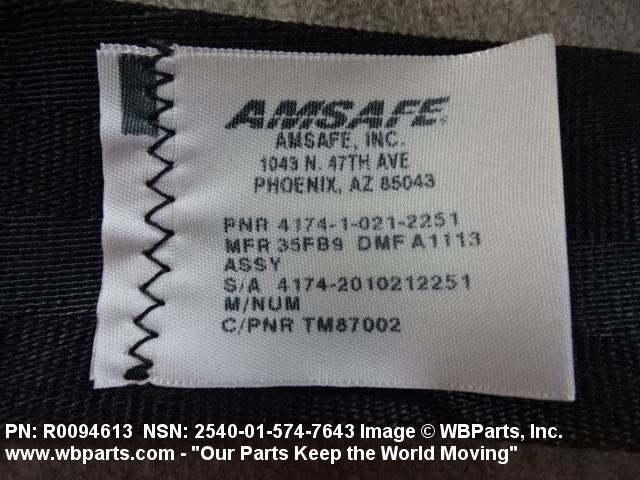 AMSAFE
AMSAFE, INC.
1043 N. 47TH AVE
PHOENIX, AZ 85043
PNR 4174-1-021-2251
MFR 35FB9 DMF A1113
ASSY
S/A 4174-2010212251
M/NUM
C/PNR TM87002
PN: R0094613 NSN: 2540-01-574-7643 Image © WBParts, Inc.
www.wbparts.com - "Our Parts Keep the World Moving"